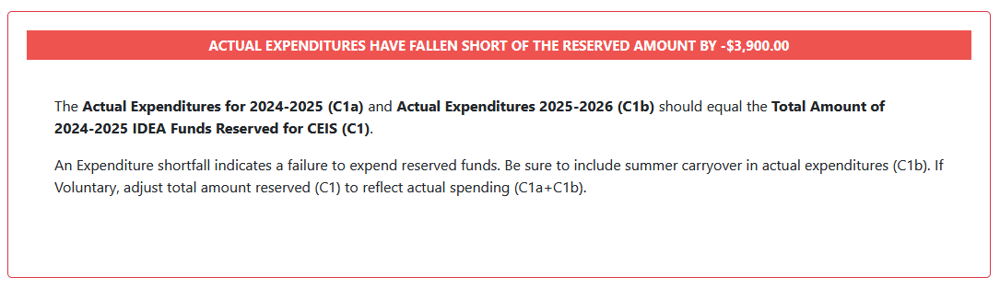 ACTUAL EXPENDITURES HAVE FALLEN SHORT OF THE RESERVED AMOUNT BY -$3,900.00
The Actual Expenditures for 2024-2025 (C1a) and Actual Expenditures 2025-2026 (C1b) should equal the Total Amount of
2024-2025 IDEA Funds Reserved for CEIS (C1).
An Expenditure shortfall indicates a failure to expend reserved funds. Be sure to include summer carryover in actual expenditures (C1b). If
Voluntary, adjust total amount reserved (C1) to reflect actual spending (C1a+C1b).